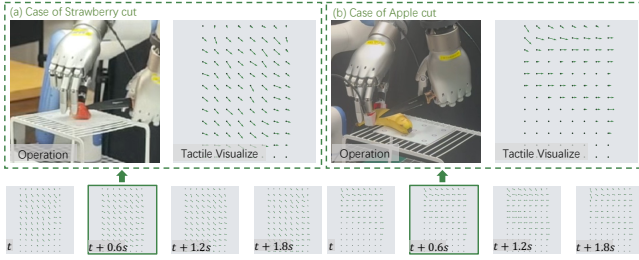 (a) Case of Strawberry cut
(b) Case of Apple cut
Operation
Tactile Visualize
Operation
Tactile Visualize
t
t + 0.6s
t + 1.2s
t + 1.8s
t
t + 0.6s
t + 1.2s
t + 1.8s